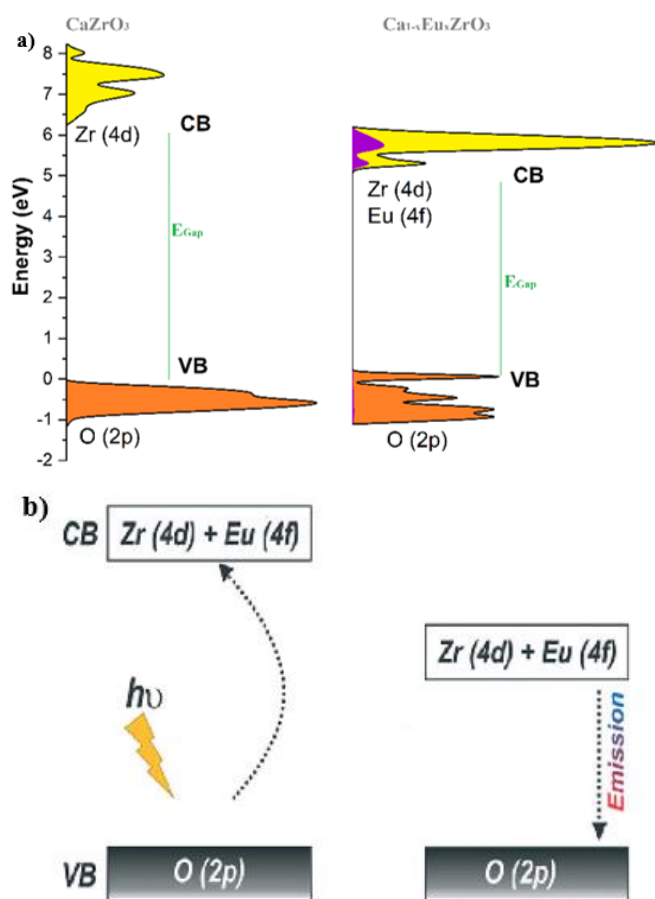 CaZrO₃
Ca₁₋ₓEuₓZrO₃
a)
8
7
6
5
4
3
2
1
0
-1
-2
Energy (eV)
Zr (4d)
CB
E_Gap
VB
O (2p)
Zr (4d)
Eu (4f)
CB
E_Gap
VB
O (2p)
b)
CB
Zr (4d) + Eu (4f)
hυ
VB
O (2p)
Zr (4d) + Eu (4f)
Emission
O (2p)